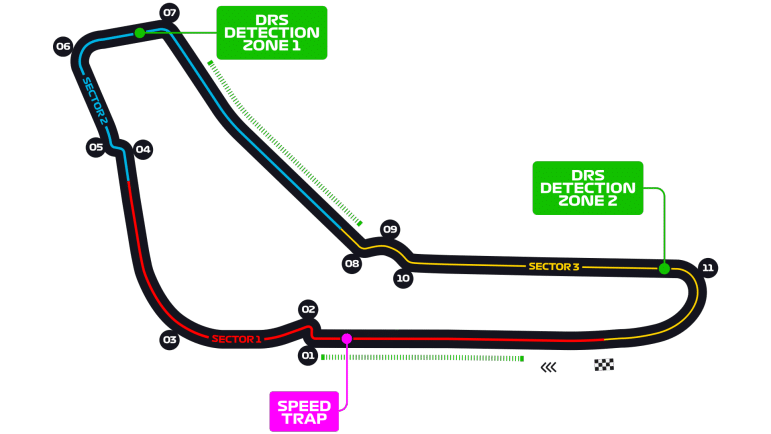 07
DRS
DETECTION
ZONE 1
06
SECTOR 2
05
04
DRS
DETECTION
ZONE 2
09
08
10
SECTOR 3
11
02
03
SECTOR 1
01
SPEED
TRAP